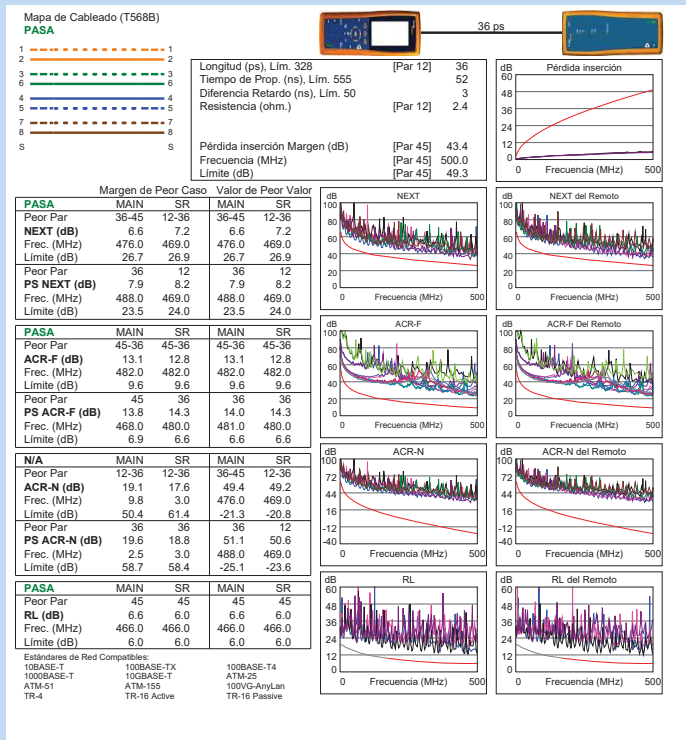 Mapa de Cableado (T568B)
PASA
1 1
2 2
3 3
6 6
4 4
5 5
7 7
8 8
S S
36 ps
Longitud (ps), Lím. 328 [Par 12] 36
Tiempo de Prop. (ns), Lím. 555 52
Diferencia Retardo (ns), Lím. 50 3
Resistencia (ohm.) [Par 12] 2.4
Pérdida inserción Margen (dB) [Par 45] 43.4
Frecuencia (MHz) [Par 45] 500.0
Límite (dB) [Par 45] 49.3
dB Pérdida inserción
60
48
36
24
12
0
0 Frecuencia (MHz) 500
Margen de Peor Caso Valor de Peor Valor
PASA MAIN SR MAIN SR
Peor Par 36-45 12-36 36-45 12-36
NEXT (dB) 6.6 7.2 6.6 7.2
Frec. (MHz) 476.0 469.0 476.0 469.0
Límite (dB) 26.7 26.9 26.7 26.9
Peor Par 36 12 36 12
PS NEXT (dB) 7.9 8.2 7.9 8.2
Frec. (MHz) 488.0 469.0 488.0 469.0
Límite (dB) 23.5 24.0 23.5 24.0
PASA MAIN SR MAIN SR
Peor Par 45-36 45-36 45-36 45-36
ACR-F (dB) 13.1 12.8 13.1 12.8
Frec. (MHz) 482.0 482.0 482.0 482.0
Límite (dB) 9.6 9.6 9.6 9.6
Peor Par 45 36 36 36
PS ACR-F (dB) 13.8 14.3 14.0 14.3
Frec. (MHz) 468.0 480.0 481.0 480.0
Límite (dB) 6.9 6.6 6.6 6.6
N/A MAIN SR MAIN SR
Peor Par 12-36 12-36 36-45 12-36
ACR-N (dB) 19.1 17.6 49.4 49.2
Frec. (MHz) 9.8 3.0 476.0 469.0
Límite (dB) 50.4 61.4 -21.3 -20.8
Peor Par 36 36 36 12
PS ACR-N (dB) 19.6 18.8 51.1 50.6
Frec. (MHz) 2.5 3.0 488.0 469.0
Límite (dB) 58.7 58.4 -25.1 -23.6
PASA MAIN SR MAIN SR
Peor Par 45 45 45 45
RL (dB) 6.6 6.0 6.6 6.0
Frec. (MHz) 466.0 466.0 466.0 466.0
Límite (dB) 6.0 6.0 6.0 6.0
Estándares de Red Compatibles:
10BASE-T 100BASE-TX 100BASE-T4
1000BASE-T 10GBASE-T ATM-25
ATM-51 ATM-155 100VG-AnyLan
TR-4 TR-16 Active TR-16 Passive
dB NEXT
100
80
60
40
20
0
0 Frecuencia (MHz) 500
dB NEXT del Remoto
100
80
60
40
20
0
0 Frecuencia (MHz) 500
dB ACR-F
100
80
60
40
20
0
0 Frecuencia (MHz) 500
dB ACR-F Del Remoto
100
80
60
40
20
0
0 Frecuencia (MHz) 500
dB ACR-N
100
72
44
16
-12
-40
0 Frecuencia (MHz) 500
dB ACR-N del Remoto
100
72
44
16
-12
-40
0 Frecuencia (MHz) 500
dB RL
60
48
36
24
12
0
0 Frecuencia (MHz) 500
dB RL del Remoto
60
48
36
24
12
0
0 Frecuencia (MHz) 500